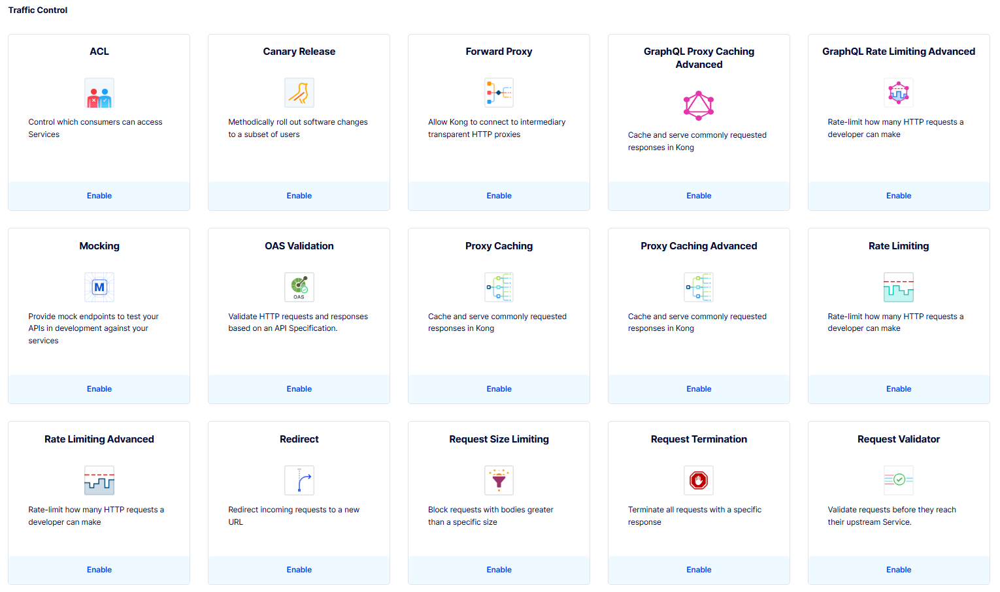 Traffic Control
ACL
Control which consumers can access
Services
Enable
Canary Release
Methodically roll out software changes
to a subset of users
Enable
Forward Proxy
Allow Kong to connect to intermediary
transparent HTTP proxies
Enable
GraphQL Proxy Caching
Advanced
Cache and serve commonly requested
responses in Kong
Enable
GraphQL Rate Limiting Advanced
Rate-limit how many HTTP requests a
developer can make
Enable
Mocking
M
Provide mock endpoints to test your
APIs in development against your
services
Enable
OAS Validation
OAS
Validate HTTP requests and responses
based on an API Specification.
Enable
Proxy Caching
Cache and serve commonly requested
responses in Kong
Enable
Proxy Caching Advanced
Cache and serve commonly requested
responses in Kong
Enable
Rate Limiting
Rate-limit how many HTTP requests a
developer can make
Enable
Rate Limiting Advanced
Rate-limit how many HTTP requests a
developer can make
Enable
Redirect
Redirect incoming requests to a new
URL
Enable
Request Size Limiting
Block requests with bodies greater
than a specific size
Enable
Request Termination
Terminate all requests with a specific
response
Enable
Request Validator
Validate requests before they reach
their upstream Service.
Enable